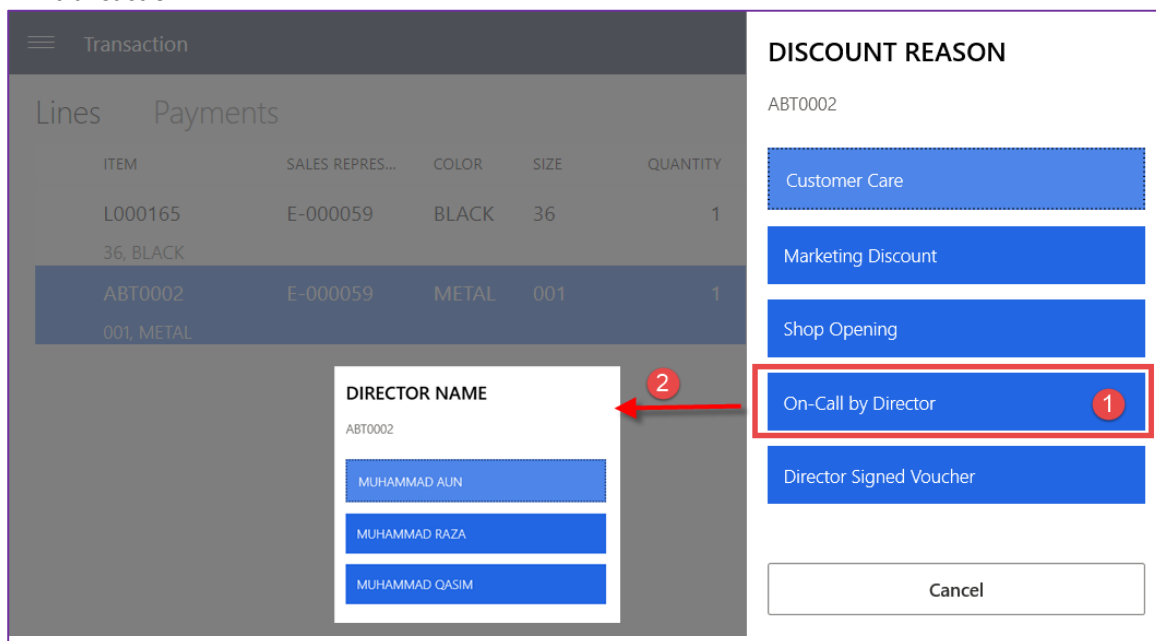 Transaction
Lines Payments
ITEM SALES REPRES... COLOR SIZE QUANTITY
L000165 E-000059 BLACK 36 1
36, BLACK
ABT0002 E-000059 METAL 001 1
001, METAL
DIRECTOR NAME
ABT0002
MUHAMMAD AUN
MUHAMMAD RAZA
MUHAMMAD QASIM
2
DISCOUNT REASON
ABT0002
Customer Care
Marketing Discount
Shop Opening
On-Call by Director 1
Director Signed Voucher
Cancel